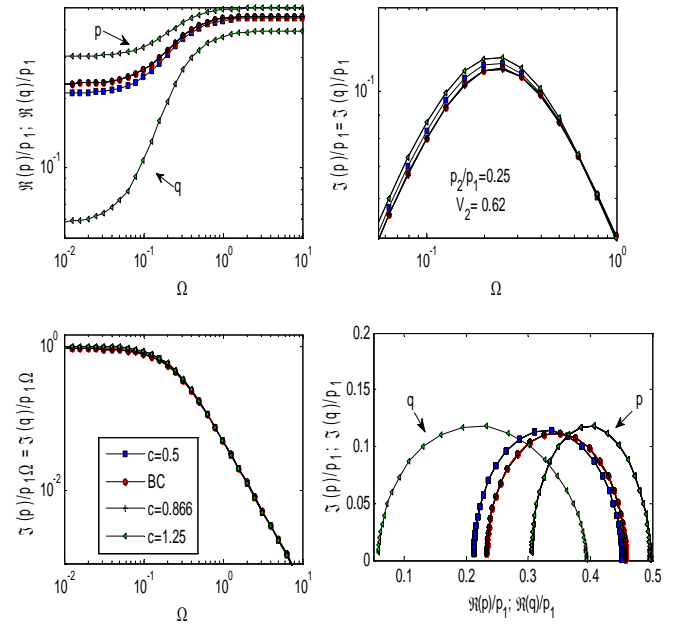 ℜ(p)/p₁; ℜ(q)/p₁
10⁻¹
p
q
10⁻² 10⁻¹ 10⁰ 10¹
Ω
ℑ(p)/p₁= ℑ(q)/p₁
10⁻¹
p₂/p₁=0.25
V₂= 0.62
10⁻¹ 10⁰
Ω
ℑ(p)/p₁Ω = ℑ(q)/p₁Ω
10⁰
10⁻²
c=0.5
BC
c=0.866
c=1.25
10⁻² 10⁻¹ 10⁰ 10¹
Ω
ℑ(p)/p₁; ℑ(q)/p₁
0.2
0.15
0.1
0.05
0
q
p
0.1 0.2 0.3 0.4 0.5
ℜ(p)/p₁; ℜ(q)/p₁